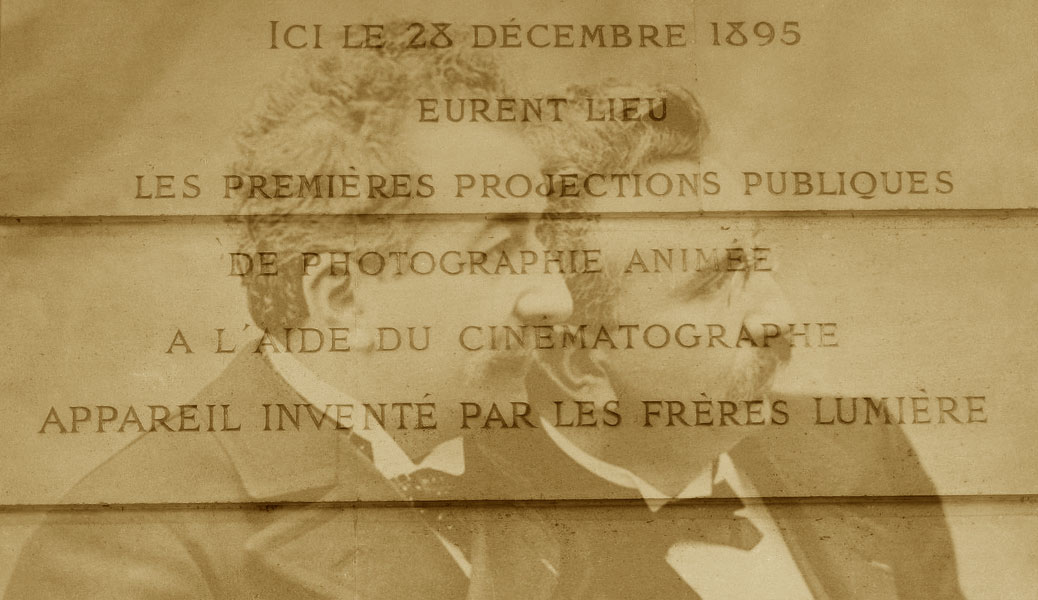 ICI LE 28 DÉCEMBRE 1895
EURENT LIEU
LES PREMIÈRES PROJECTIONS PUBLIQUES
DE PHOTOGRAPHIE ANIMÉE
A L'AIDE DU CINÉMATOGRAPHE
APPAREIL INVENTÉ PAR LES FRÈRES LUMIÈRE